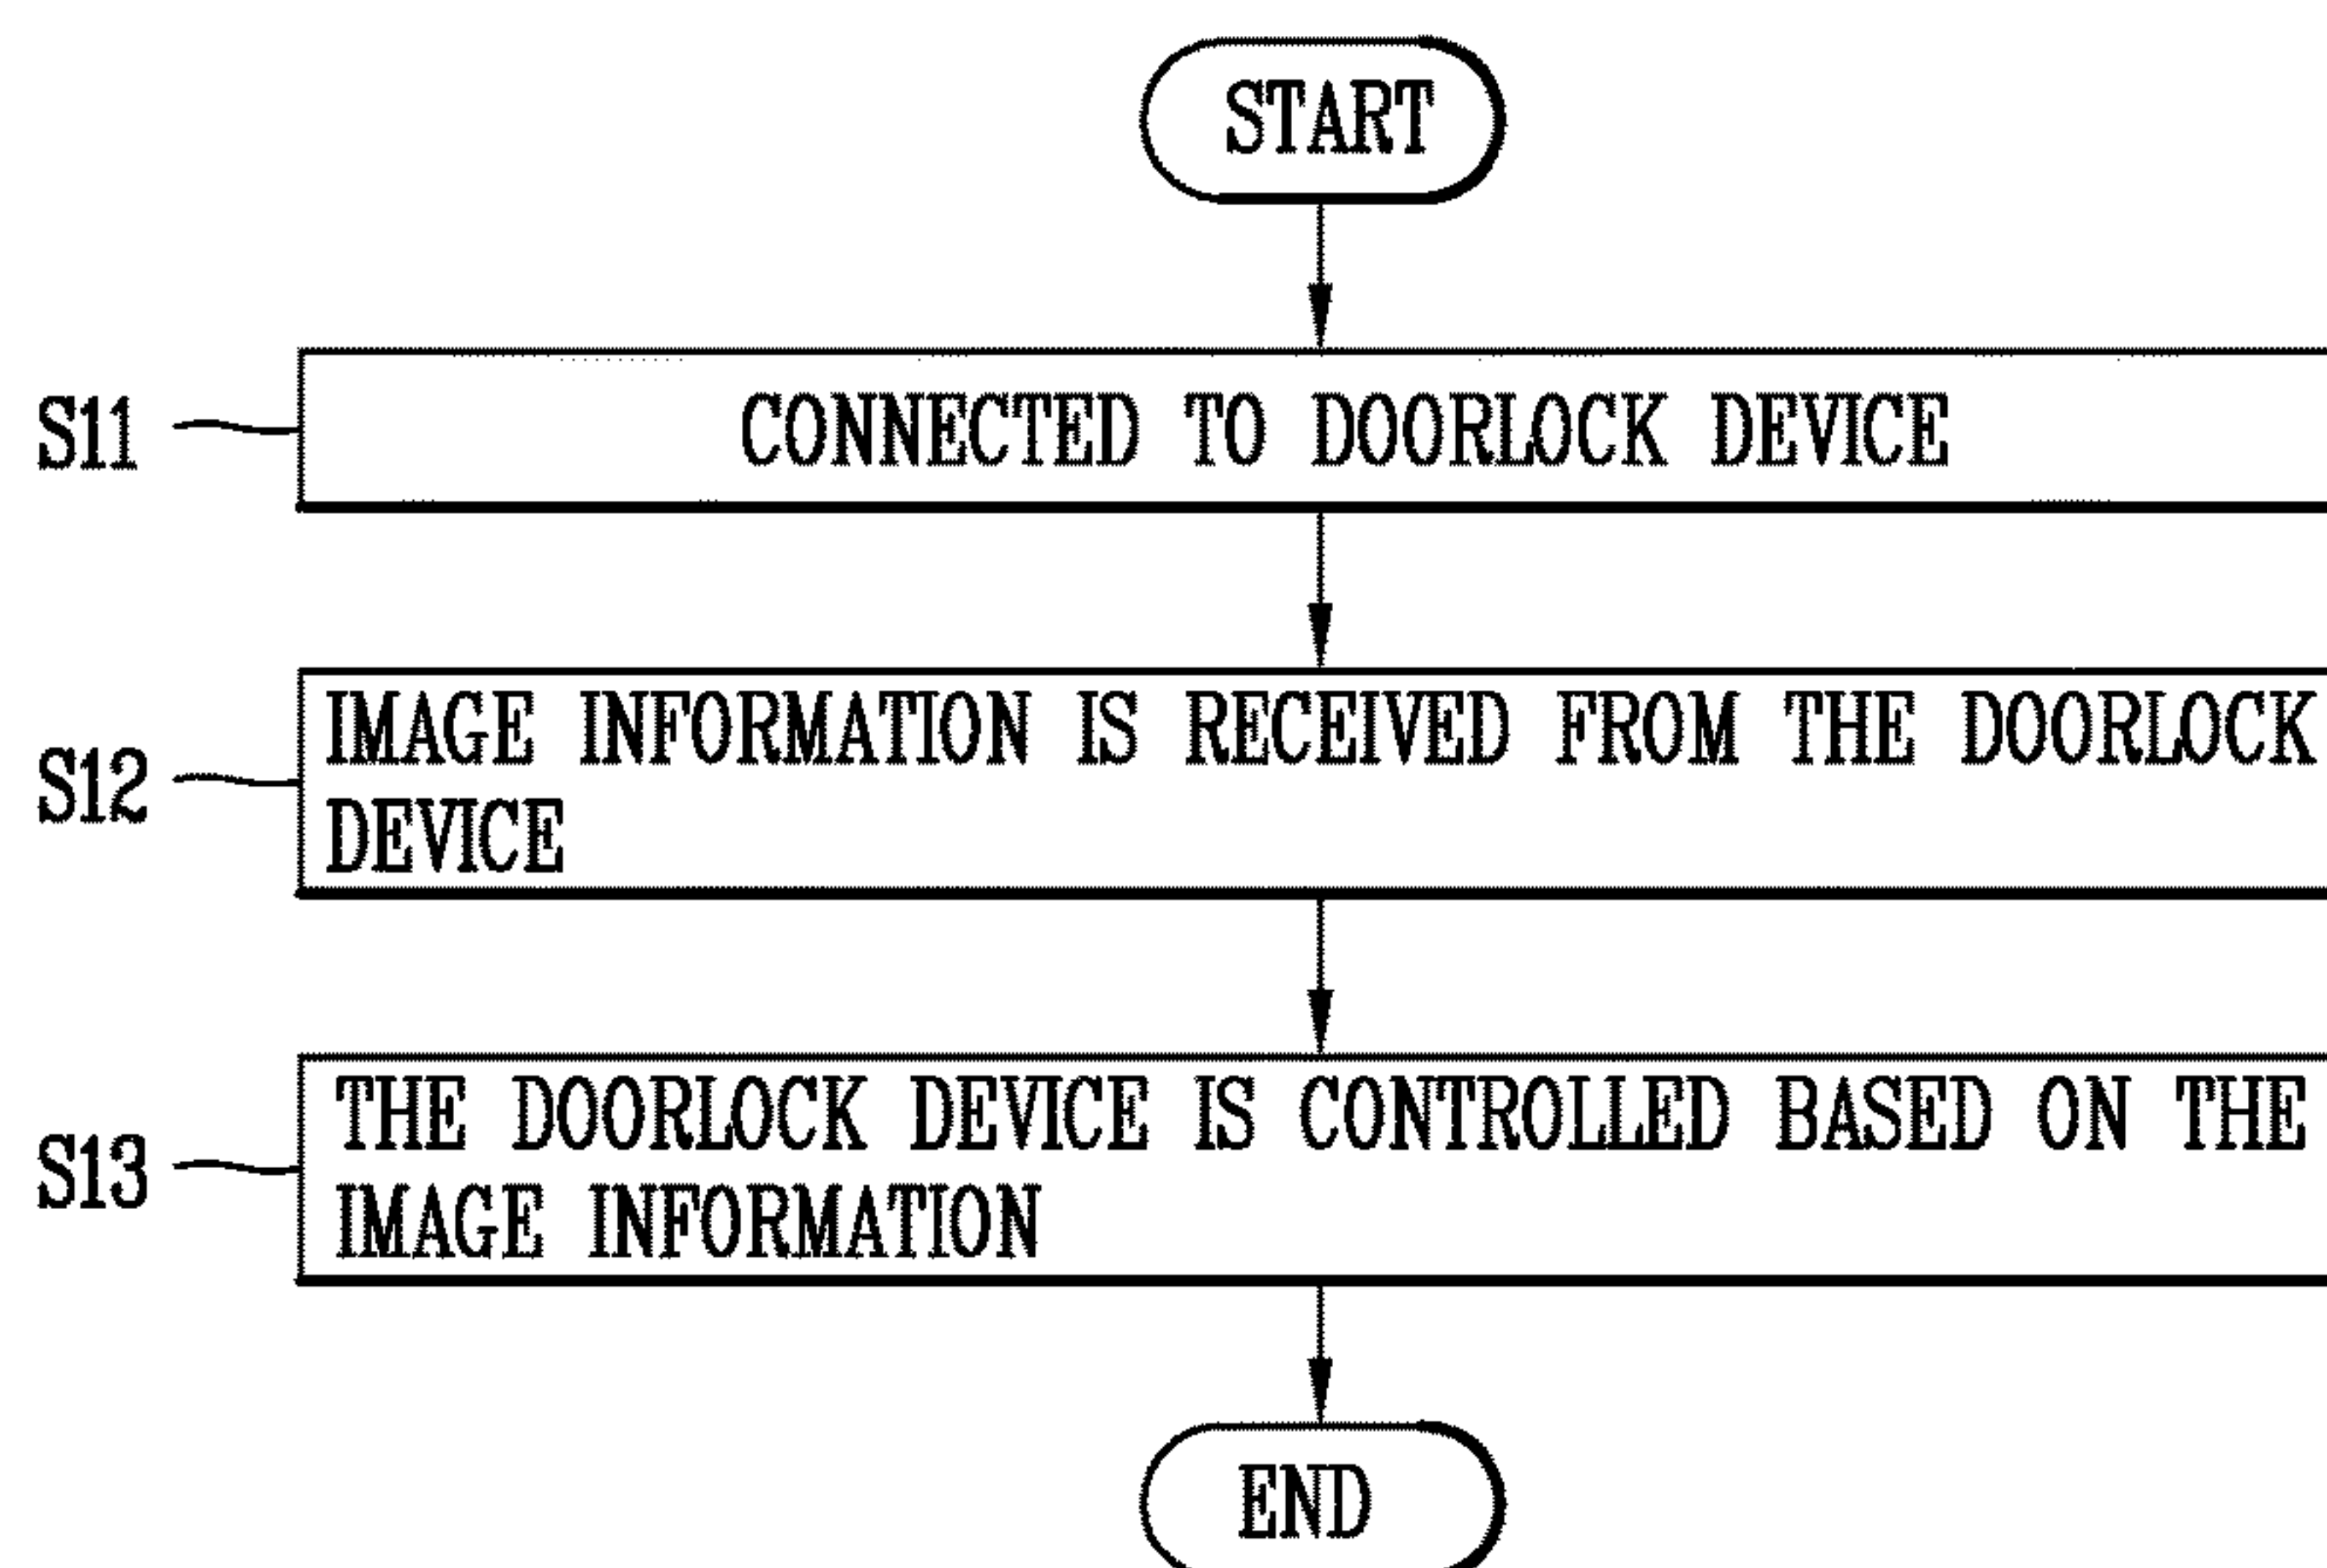 START
S11
CONNECTED TO DOORLOCK DEVICE
S12
IMAGE INFORMATION IS RECEIVED FROM THE DOORLOCK
DEVICE
S13
THE DOORLOCK DEVICE IS CONTROLLED BASED ON THE
IMAGE INFORMATION
END